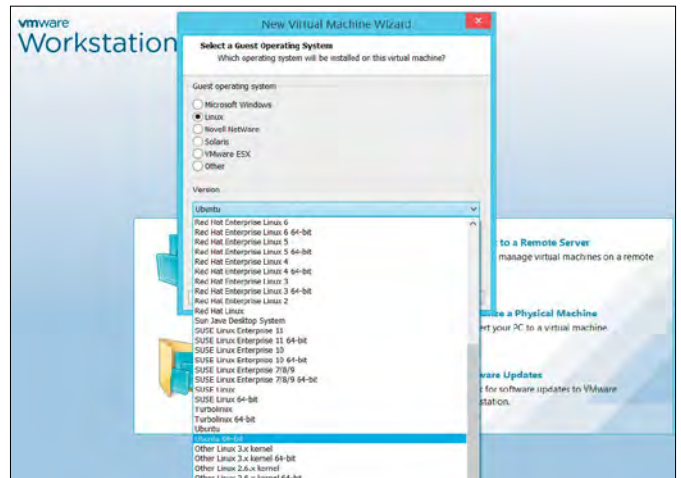 vmware
Workstation
New Virtual Machine Wizard
Select a Guest Operating System
Which operating system will be installed on this virtual machine?
Guest operating system
Microsoft Windows
Linux
Novell NetWare
Solaris
VMware ESX
Other
Version
Ubuntu
Red Hat Enterprise Linux 6
Red Hat Enterprise Linux 6 64-bit
Red Hat Enterprise Linux 5
Red Hat Enterprise Linux 5 64-bit
Red Hat Enterprise Linux 4
Red Hat Enterprise Linux 4 64-bit
Red Hat Enterprise Linux 3
Red Hat Enterprise Linux 3 64-bit
Red Hat Enterprise Linux 2
Red Hat Linux
Sun Java Desktop System
SUSE Linux Enterprise 11
SUSE Linux Enterprise 11 64-bit
SUSE Linux Enterprise 10
SUSE Linux Enterprise 10 64-bit
SUSE Linux Enterprise 7/8/9
SUSE Linux Enterprise 7/8/9 64-bit
SUSE Linux
SUSE Linux 64-bit
Turbolinux
Turbolinux 64-bit
Ubuntu
Ubuntu 64-bit
Other Linux 3.x kernel
Other Linux 3.x kernel 64-bit
Other Linux 2.6.x kernel
Other Linux 2.6.x kernel 64-bit
to a Remote Server
manage virtual machines on a remote
a Physical Machine
your PC to a virtual machine.
ware Updates
for software updates to VMware
station.